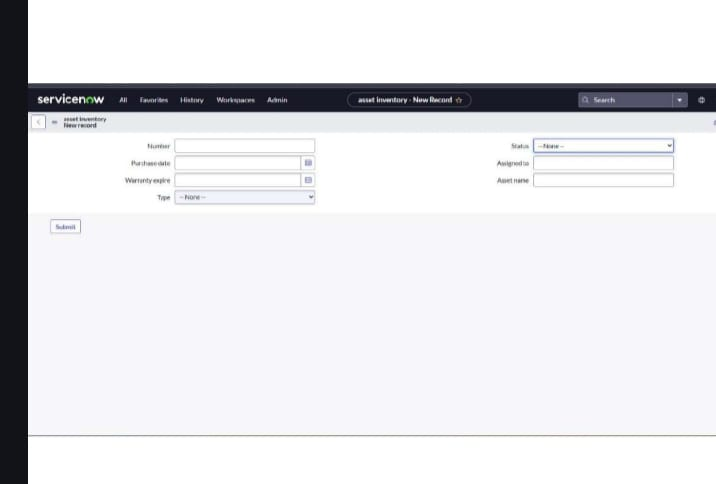 servicenow All Favorites History Workspaces Admin asset inventory - New Record ☆ Search
asset inventory
New record
Number Status -- None --
Purchase date Assigned to
Warranty expire Asset name
Type -- None --
Submit